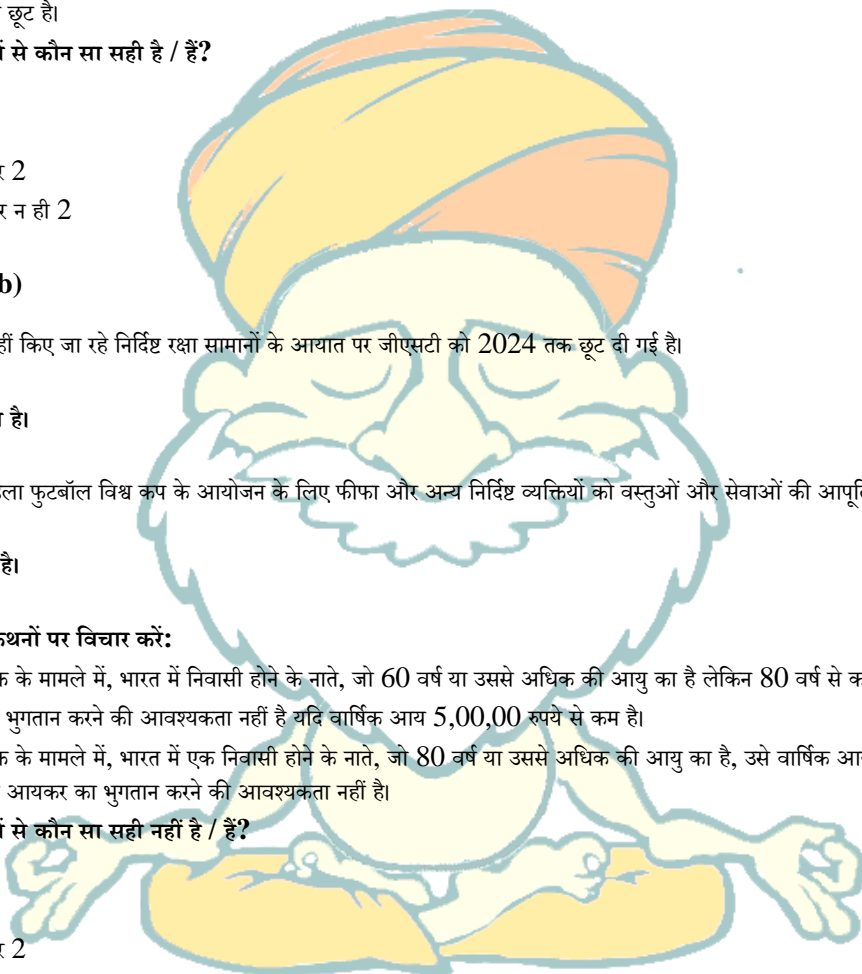 छूट है।
से कौन सा सही है / हैं?
2
न ही 2
b)
किए जा रहे निर्दिष्ट रक्षा सामानों के आयात पर जीएसटी को 2024 तक छूट दी गई है।
है।
फुटबॉल विश्व कप के आयोजन के लिए फीफा और अन्य निर्दिष्ट व्यक्तियों को वस्तुओं और सेवाओं की
है।
पर विचार करें:
के मामले में, भारत में निवासी होने के नाते, जो 60 वर्ष या उससे अधिक की आयु का है लेकिन 80 वर्ष से
भुगतान करने की आवश्यकता नहीं है यदि वार्षिक आय 5,00,00 रुपये से कम है।
के मामले में, भारत में एक निवासी होने के नाते, जो 80 वर्ष या उससे अधिक की आयु का है, उसे वार्षिक
आयकर का भुगतान करने की आवश्यकता नहीं है।
से कौन सा सही नहीं है / हैं?
2